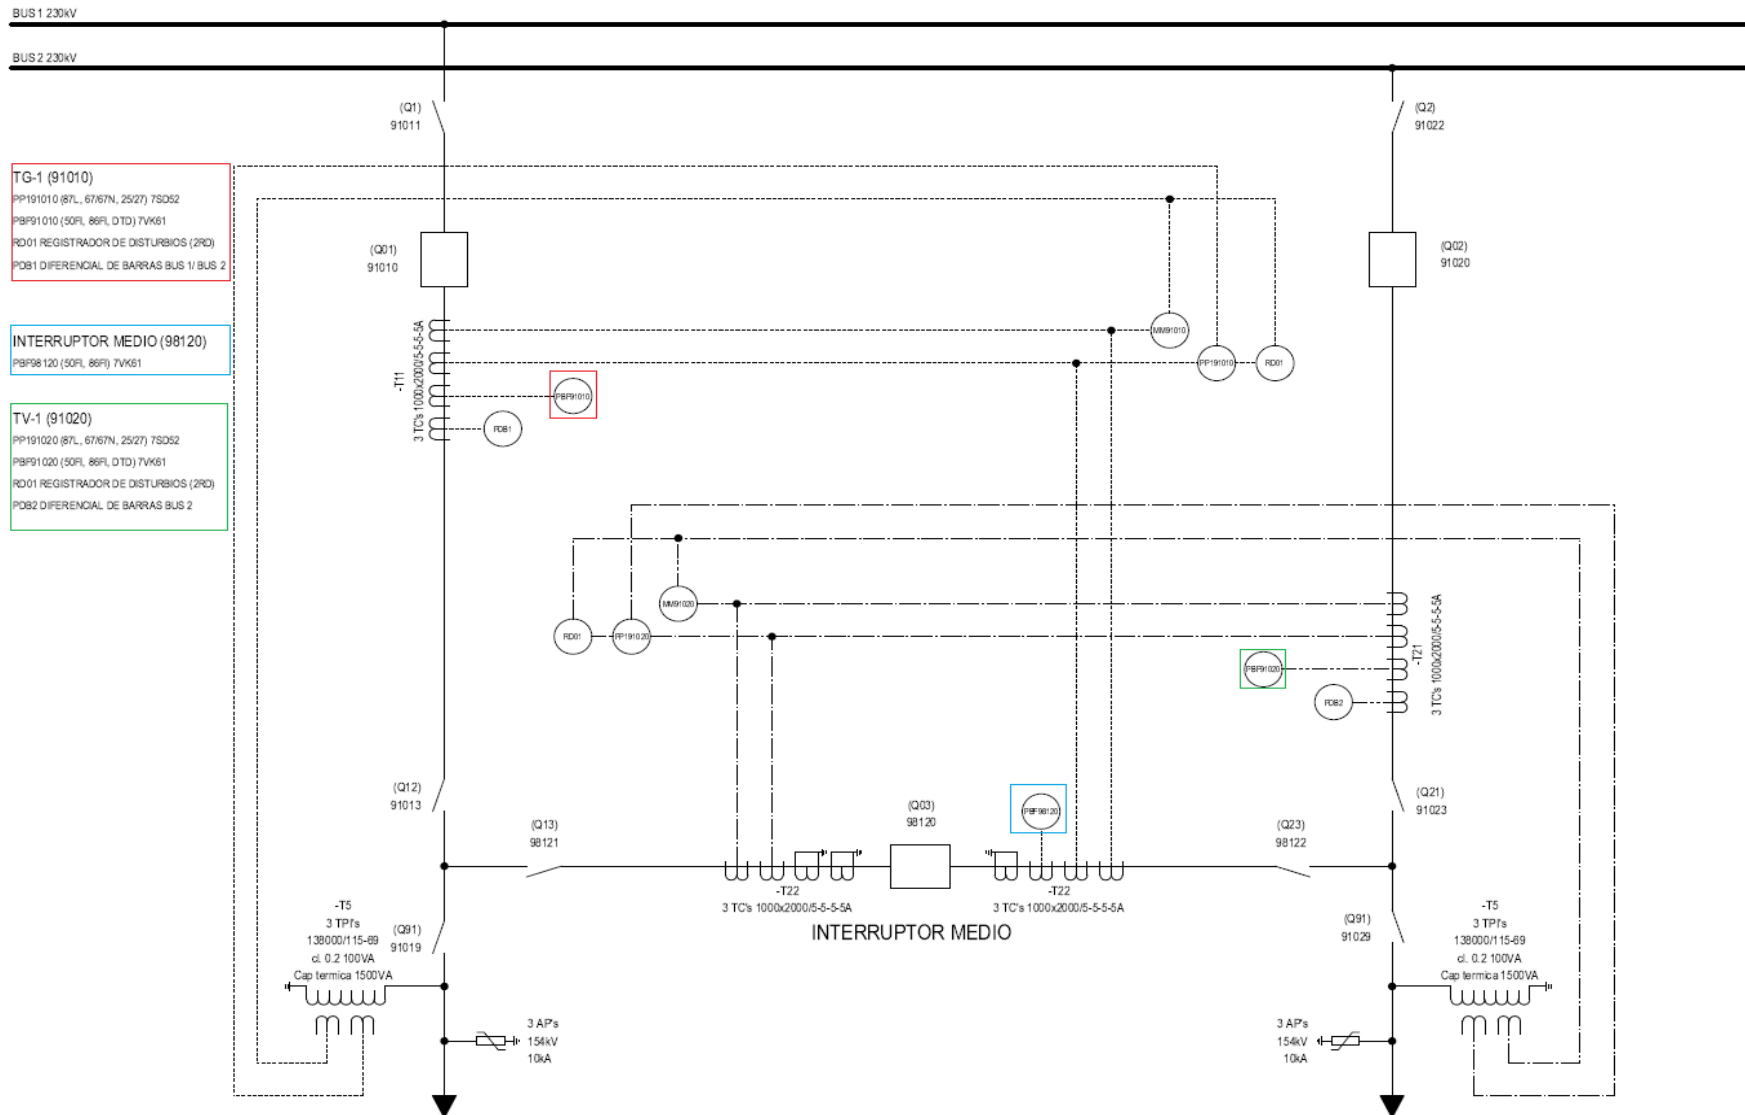 BUS 1 230kV
BUS 2 230kV
(Q1)
91011
(Q2)
91022
TG-1 (91010)
PP191010 (87L, 67/67N, 25/27) 7SD52
PBF91010 (50FI, 86FI, DTD) 7VK61
RD01 REGISTRADOR DE DISTURBIOS (2RD)
PDB1 DIFERENCIAL DE BARRAS BUS 1/ BUS 2
(Q01)
91010
(Q02)
91020
INTERRUPTOR MEDIO (98120)
PBF98120 (50FI, 86FI) 7VK61
-T11
3 TC's 1000x2000/5-5-5-5A
MM91010
PP191010
RD01
PBF91010
PDB1
TV-1 (91020)
PP191020 (87L, 67/67N, 25/27) 7SD52
PBF91020 (50FI, 86FI, DTD) 7VK61
RD01 REGISTRADOR DE DISTURBIOS (2RD)
PDB2 DIFERENCIAL DE BARRAS BUS 2
MM91020
RD01
PP191020
PBF91020
PDB2
-T21
3 TC's 1000x2000/5-5-5-5A
(Q12)
91013
(Q13)
98121
(Q03)
98120
PBF98120
(Q23)
98122
(Q21)
91023
-T22
3 TC's 1000x2000/5-5-5-5A
-T22
3 TC's 1000x2000/5-5-5-5A
INTERRUPTOR MEDIO
-T5
3 TPI's
138000/115-69
cl. 0.2 100VA
Cap termica 1500VA
(Q91)
91019
(Q91)
91029
-T5
3 TPI's
138000/115-69
cl. 0.2 100VA
Cap termica 1500VA
3 AP's
154kV
10kA
3 AP's
154kV
10kA